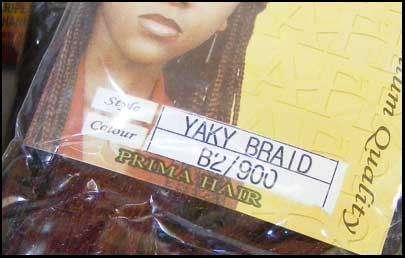 Style YAKY BRAID
Colour B2/900
PRIMA HAIR
Quality